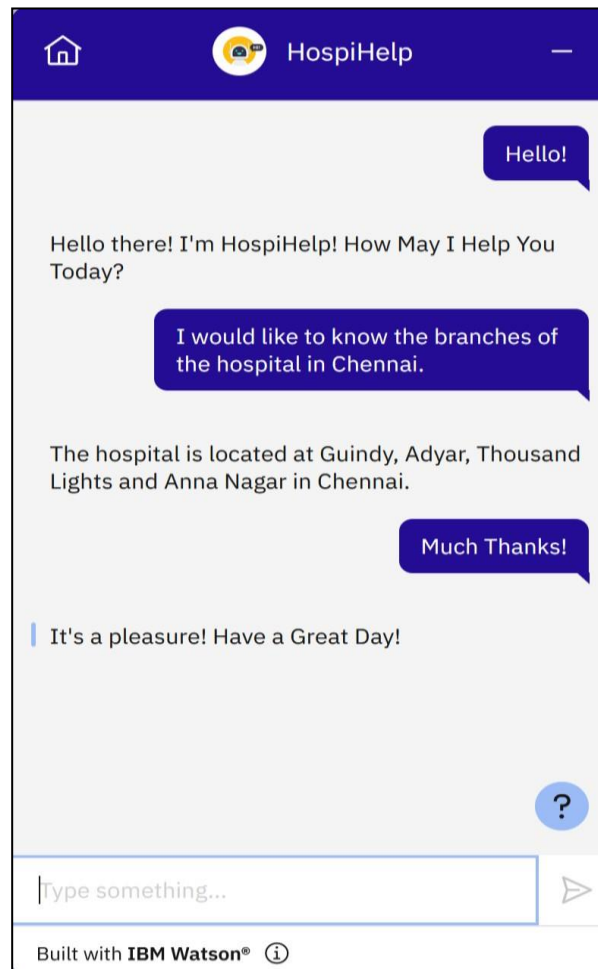 HospiHelp
Hello!
Hello there! I'm HospiHelp! How May I Help You
Today?
I would like to know the branches of
the hospital in Chennai.
The hospital is located at Guindy, Adyar, Thousand
Lights and Anna Nagar in Chennai.
Much Thanks!
It's a pleasure! Have a Great Day!
?
Type something...
Built with IBM Watson®